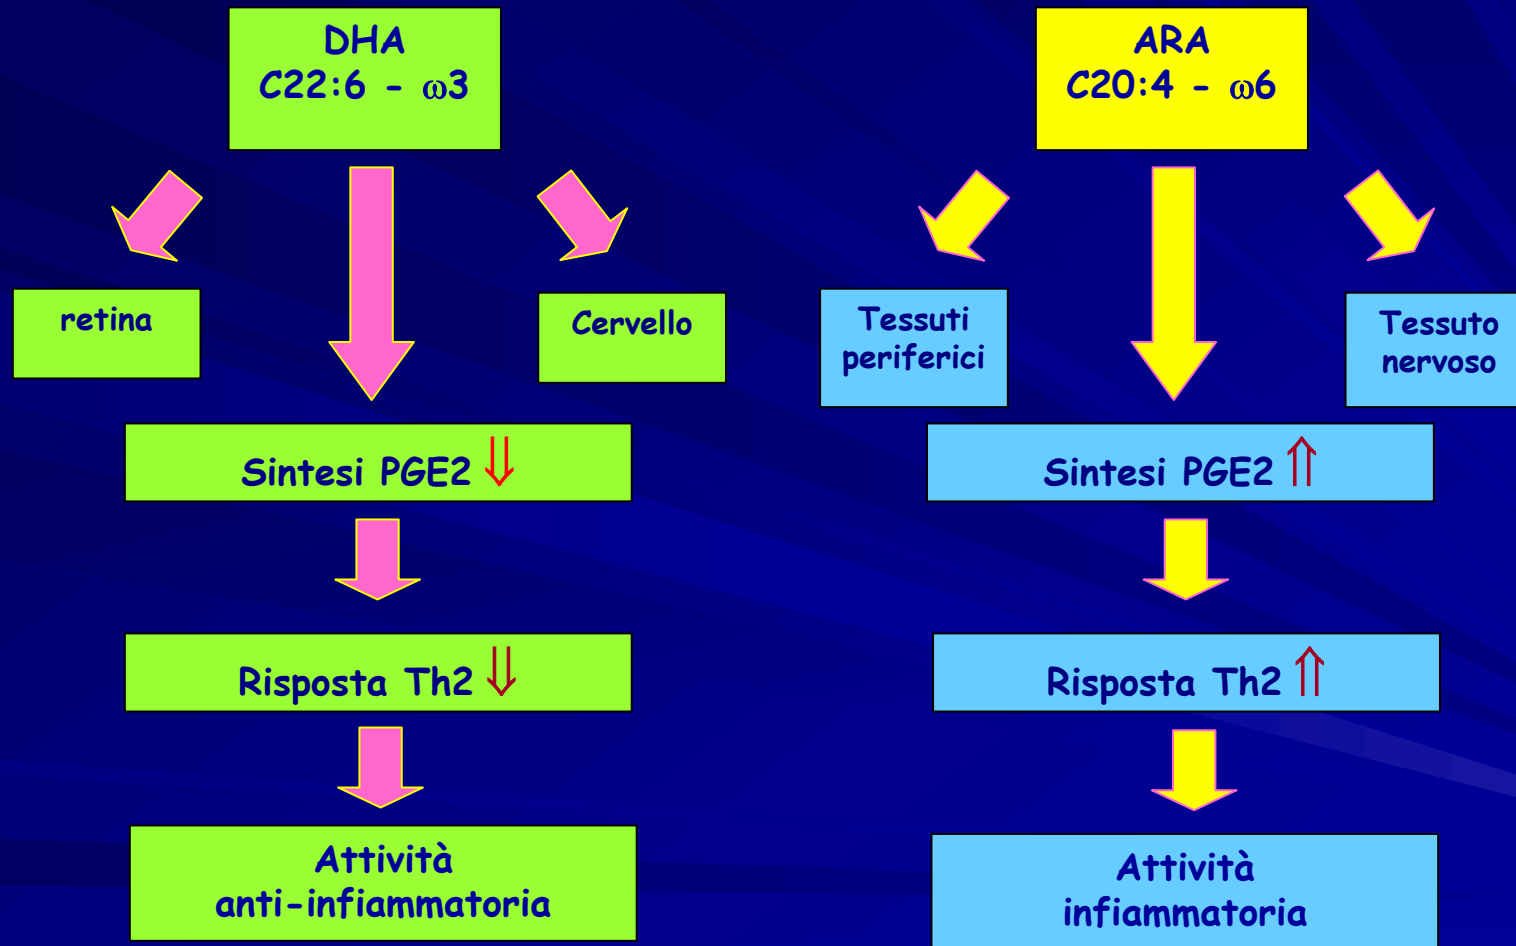 DHA
C22:6 - ω3
retina
Cervello
Sintesi PGE2 ⇓
Risposta Th2 ⇓
Attività
anti-infiammatoria
ARA
C20:4 - ω6
Tessuti
periferici
Tessuto
nervoso
Sintesi PGE2 ⇑
Risposta Th2 ⇑
Attività
infiammatoria